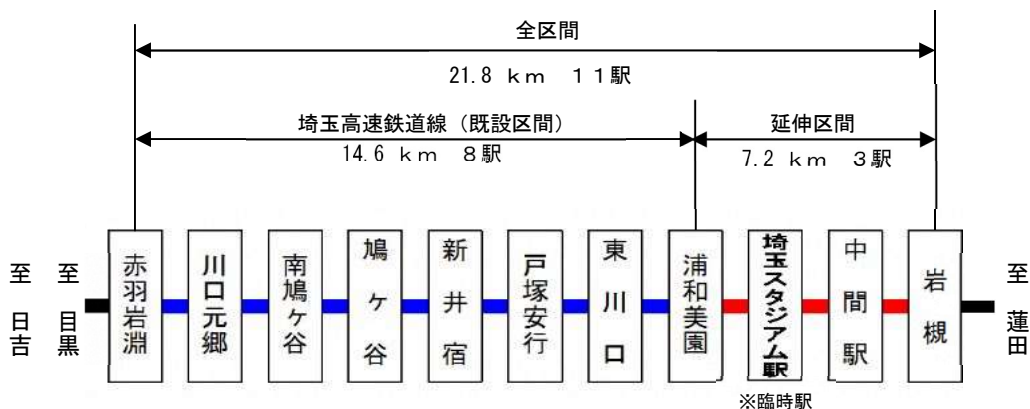 全区間
21.8 ｋｍ １１駅
埼玉高速鉄道線（既設区間）
14.6 ｋｍ ８駅
延伸区間
7.2 ｋｍ ３駅
至 日吉
至 目黒
赤羽岩淵
川口元郷
南鳩ヶ谷
鳩ヶ谷
新井宿
戸塚安行
東川口
浦和美園
埼玉スタジアム駅
中間駅
岩槻
至 蓮田
※臨時駅